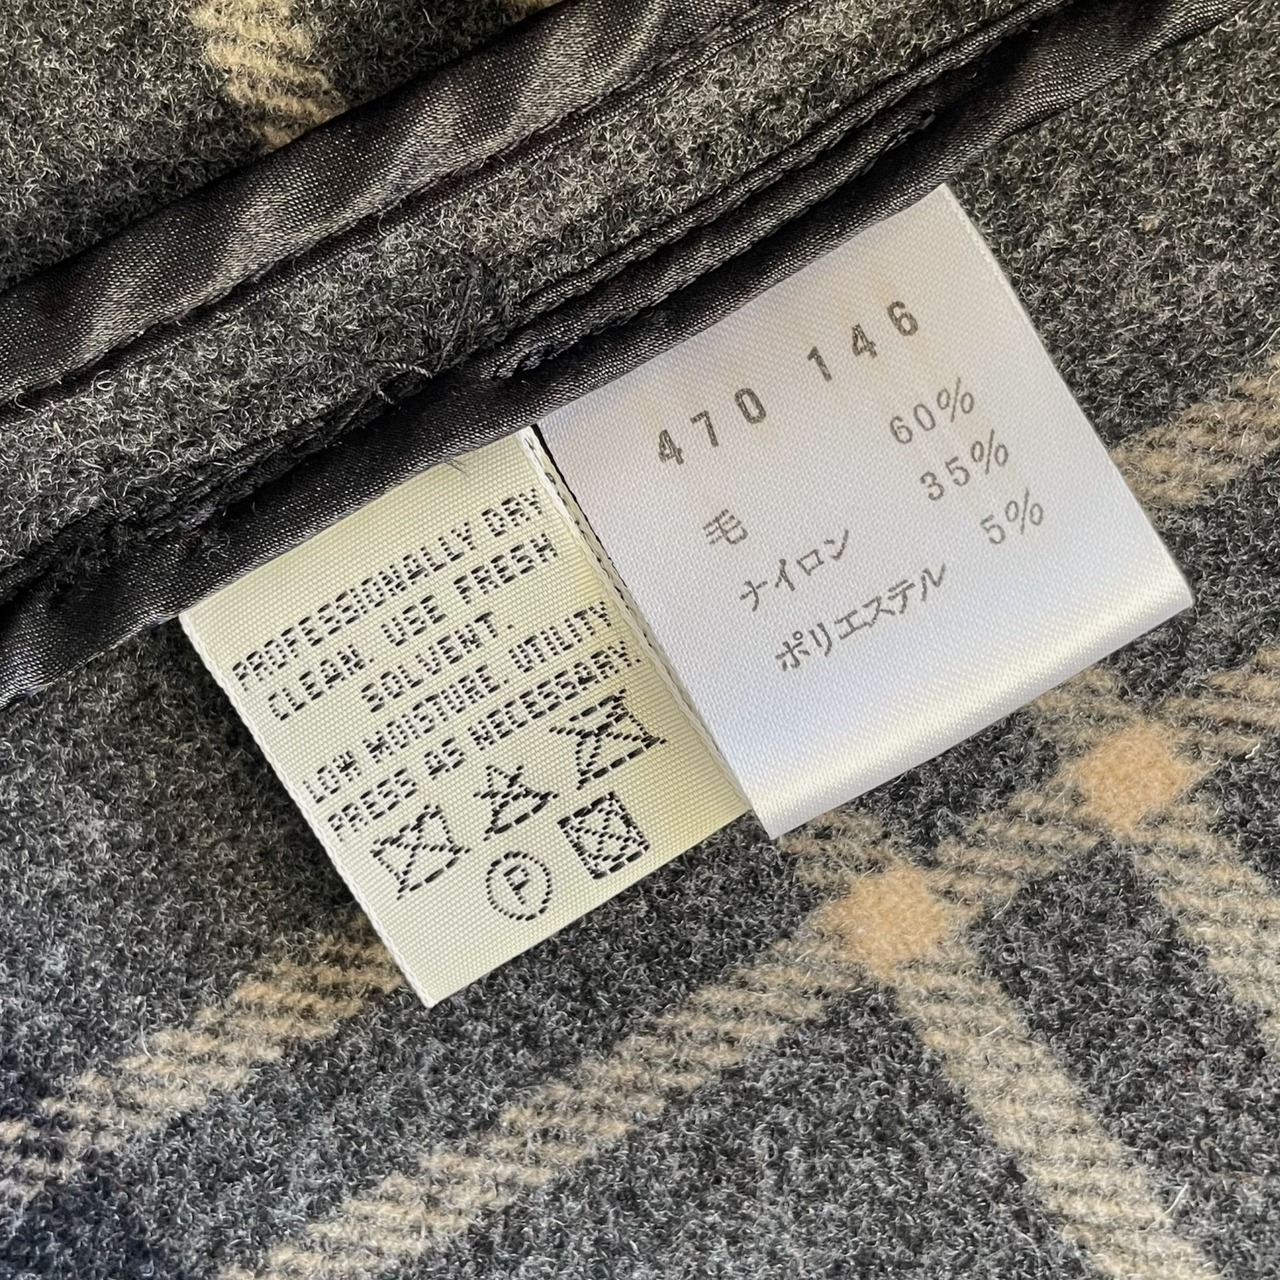 PROFESSIONALLY DRY
CLEAN. USE FRESH
SOLVENT.
LOW MOISTURE. UTILITY
PRESS AS NECESSARY.
P
470 146
毛 60%
ナイロン 35%
ポリエステル 5%